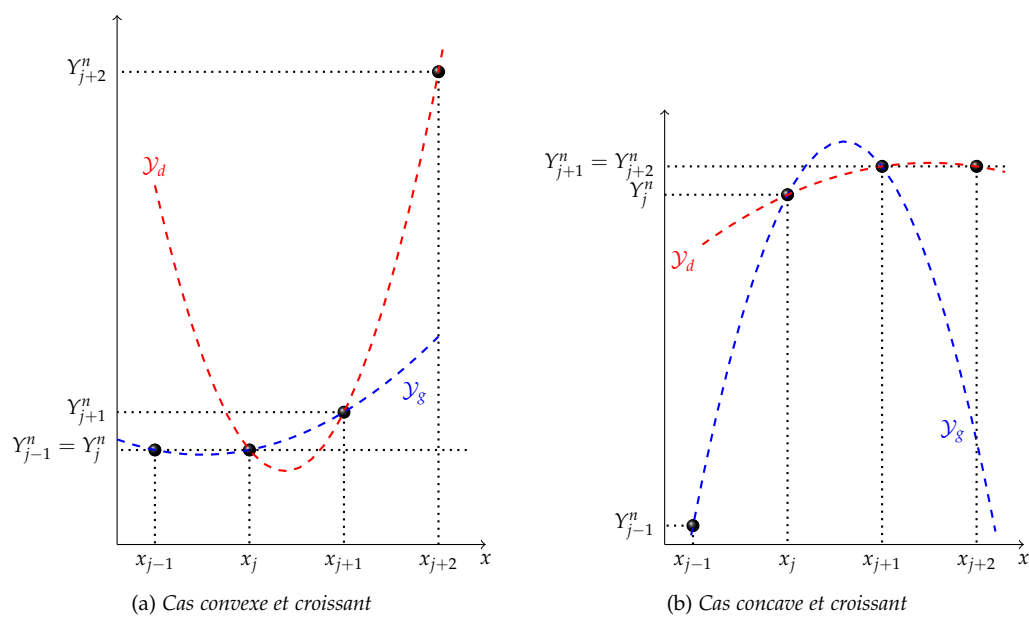 Y^n_{j+2}
𝒴_d
Y^n_{j+1}
𝒴_g
Y^n_{j-1} = Y^n_j
x_{j-1} x_j x_{j+1} x_{j+2} x
(a) Cas convexe et croissant
Y^n_{j+1} = Y^n_{j+2}
Y^n_j
𝒴_d
𝒴_g
Y^n_{j-1}
x_{j-1} x_j x_{j+1} x_{j+2} x
(b) Cas concave et croissant